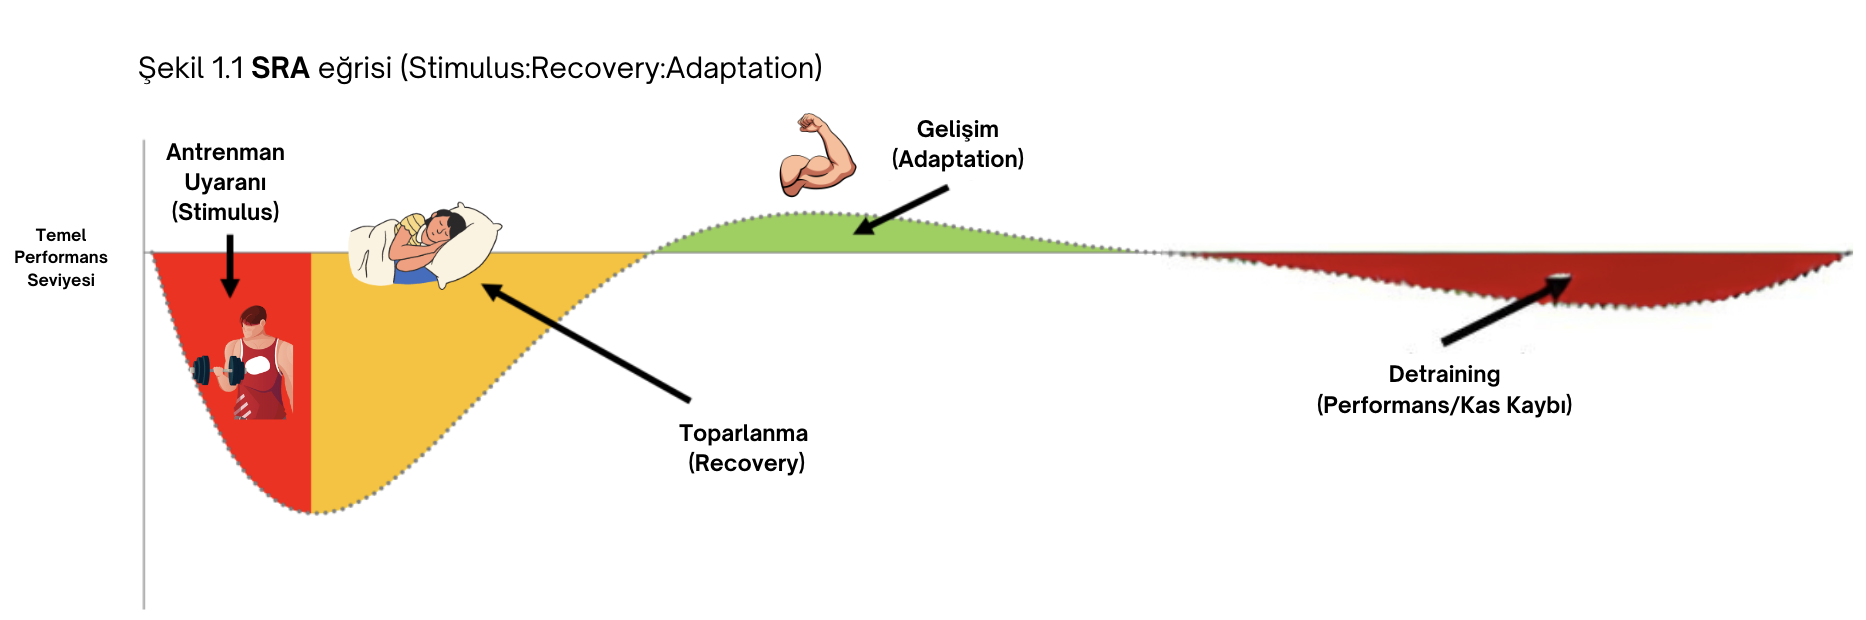 Şekil 1.1 SRA eğrisi (Stimulus:Recovery:Adaptation)
Antrenman
Uyaranı
(Stimulus)
Gelişim
(Adaptation)
Temel
Performans
Seviyesi
Toparlanma
(Recovery)
Detraining
(Performans/Kas Kaybı)